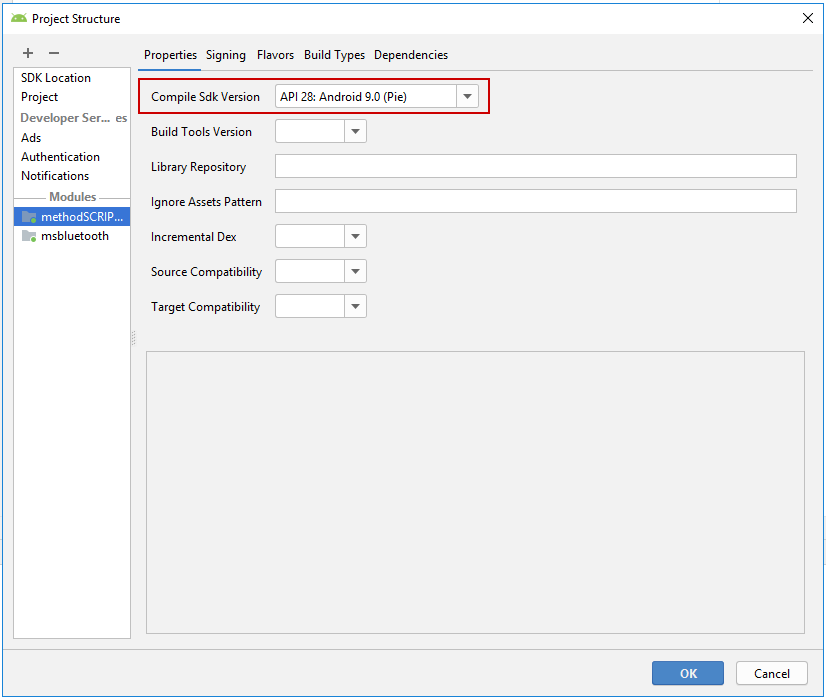 Project Structure
Properties Signing Flavors Build Types Dependencies
SDK Location
Project
Developer Ser... es
Ads
Authentication
Notifications
Modules
methodSCRIP...
msbluetooth
Compile Sdk Version API 28: Android 9.0 (Pie)
Build Tools Version
Library Repository
Ignore Assets Pattern
Incremental Dex
Source Compatibility
Target Compatibility
OK Cancel